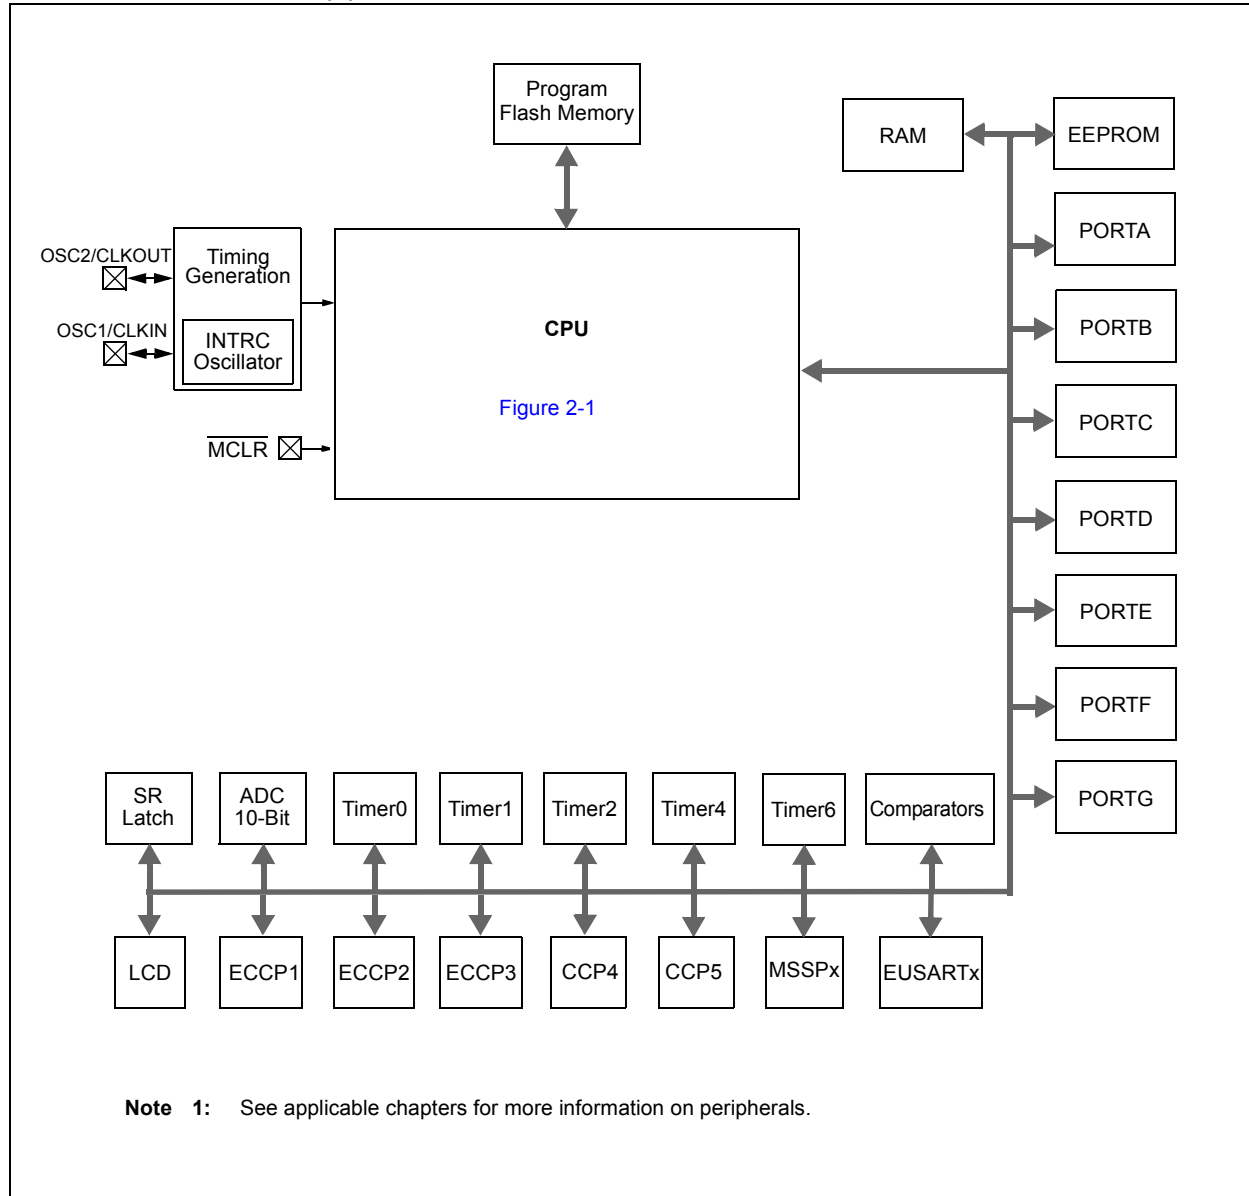 Program
Flash Memory
RAM
EEPROM
OSC2/CLKOUT
Timing
Generation
PORTA
OSC1/CLKIN
INTRC
Oscillator
CPU
PORTB
Figure 2-1
PORTC
MCLR
PORTD
PORTE
PORTF
SR
Latch
ADC
10-Bit
Timer0
Timer1
Timer2
Timer4
Timer6
Comparators
PORTG
LCD
ECCP1
ECCP2
ECCP3
CCP4
CCP5
MSSPx
EUSARTx
Note 1: See applicable chapters for more information on peripherals.